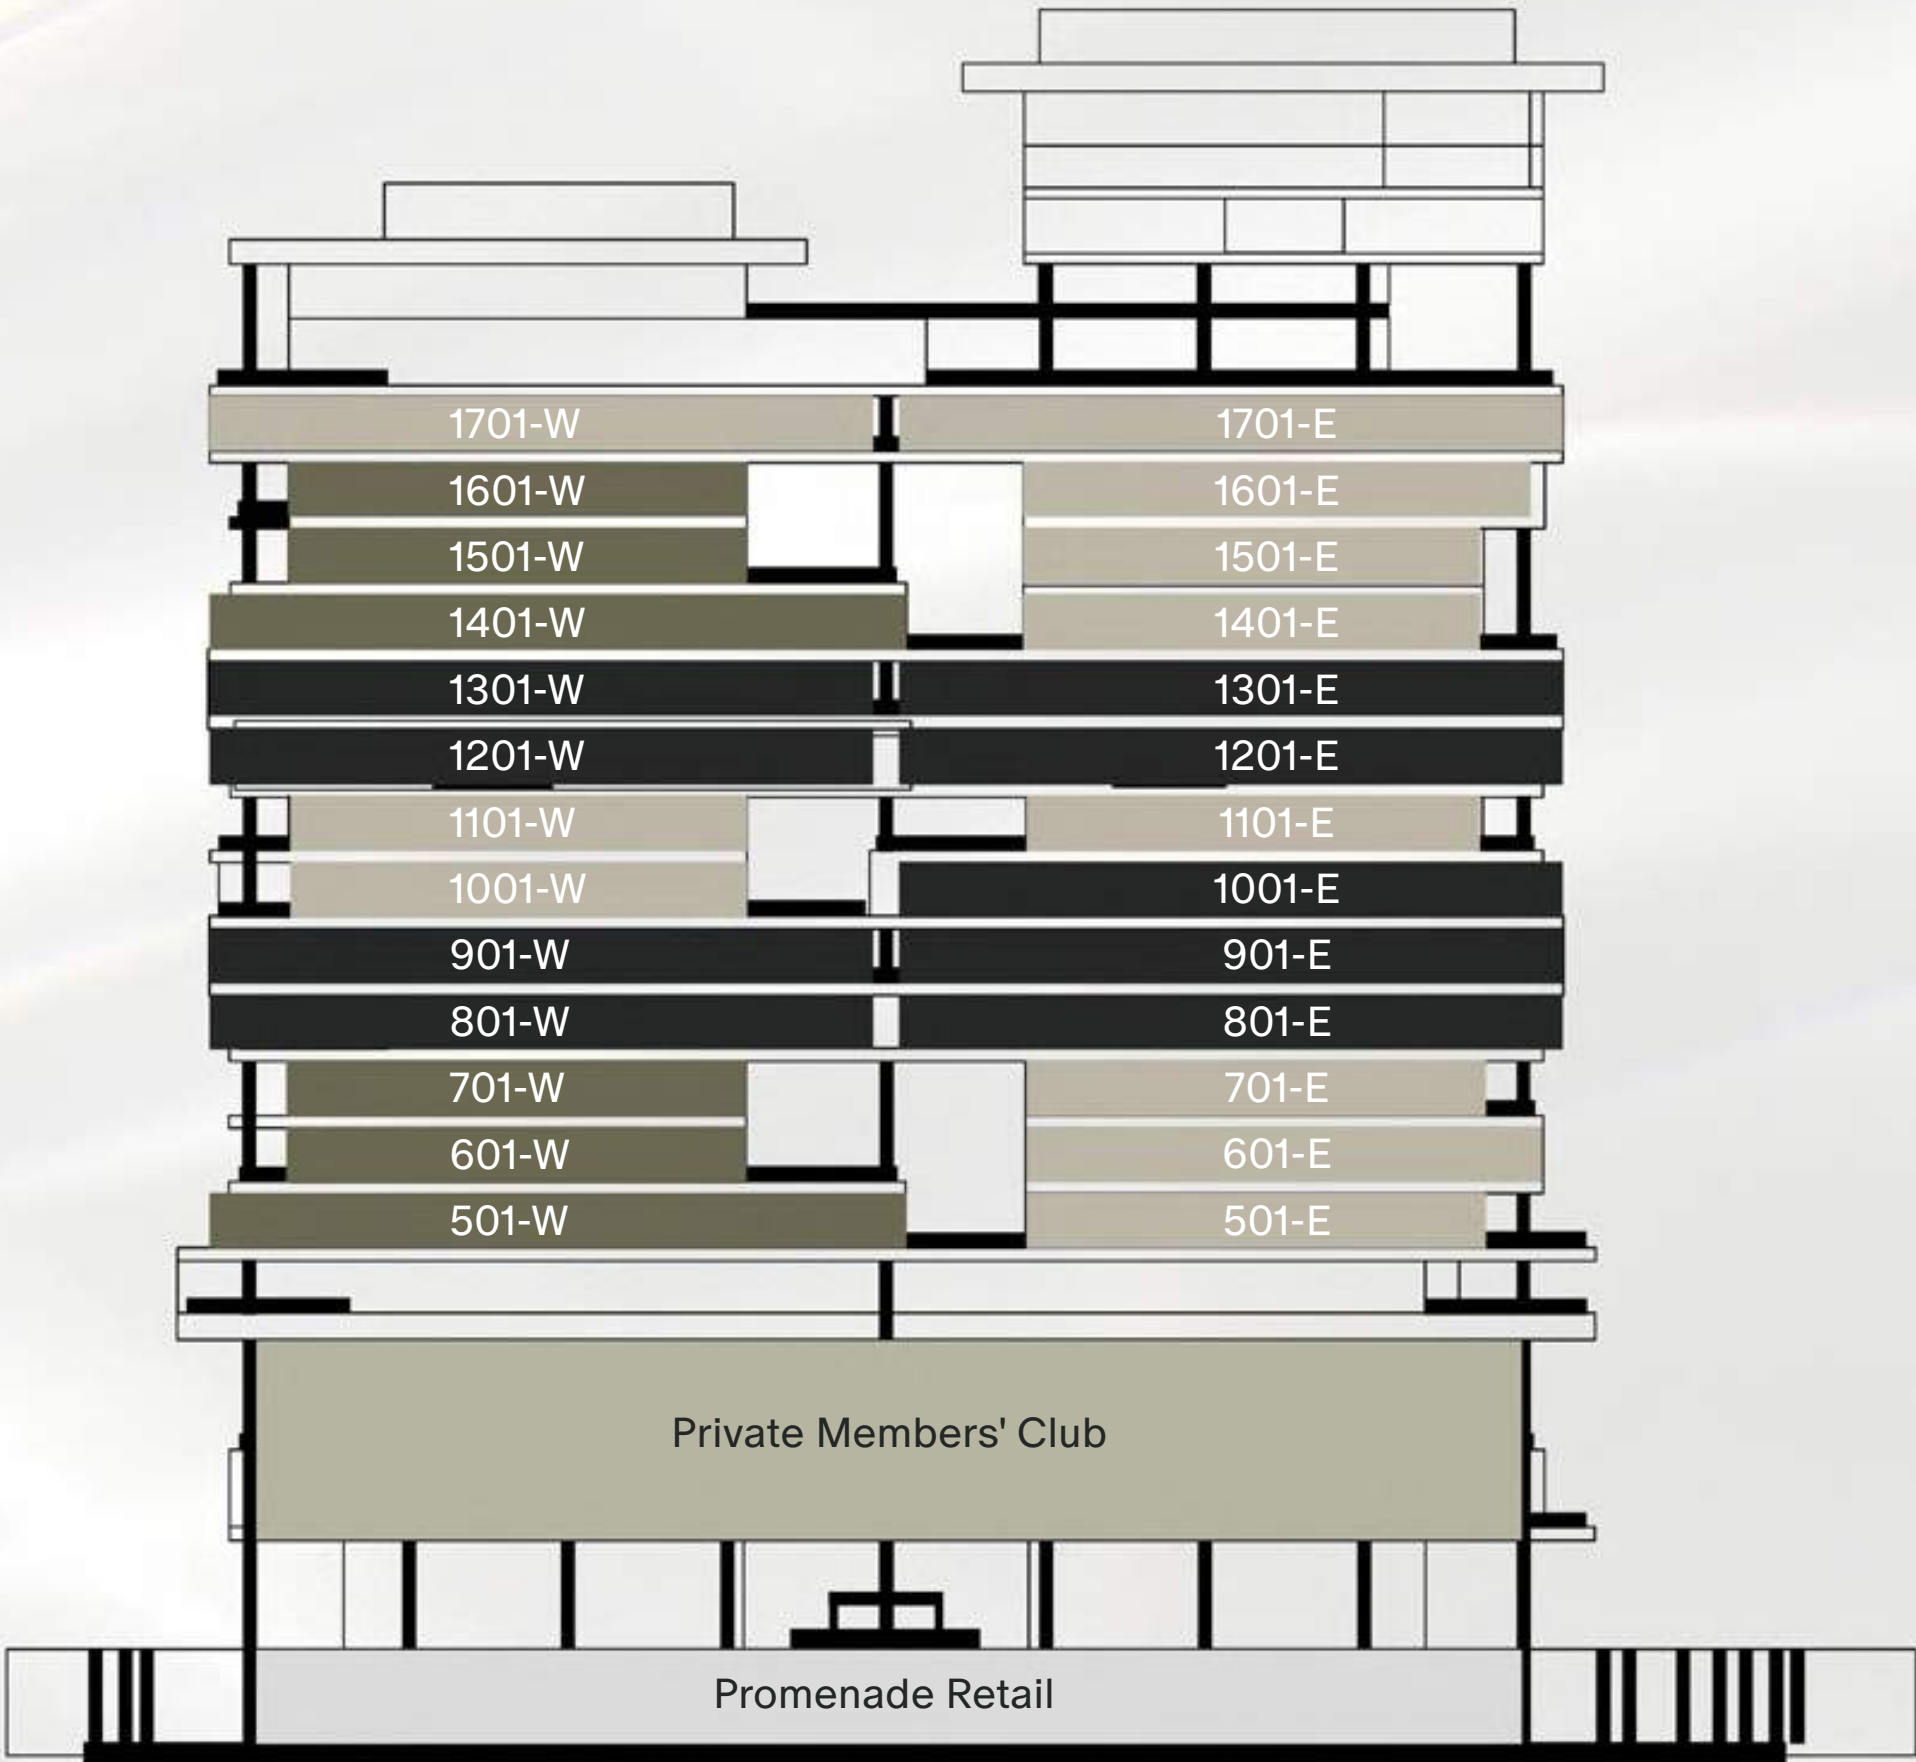 1701-W 1701-E
1601-W 1601-E
1501-W 1501-E
1401-W 1401-E
1301-W 1301-E
1201-W 1201-E
1101-W 1101-E
1001-W 1001-E
901-W 901-E
801-W 801-E
701-W 701-E
601-W 601-E
501-W 501-E
Private Members' Club
Promenade Retail